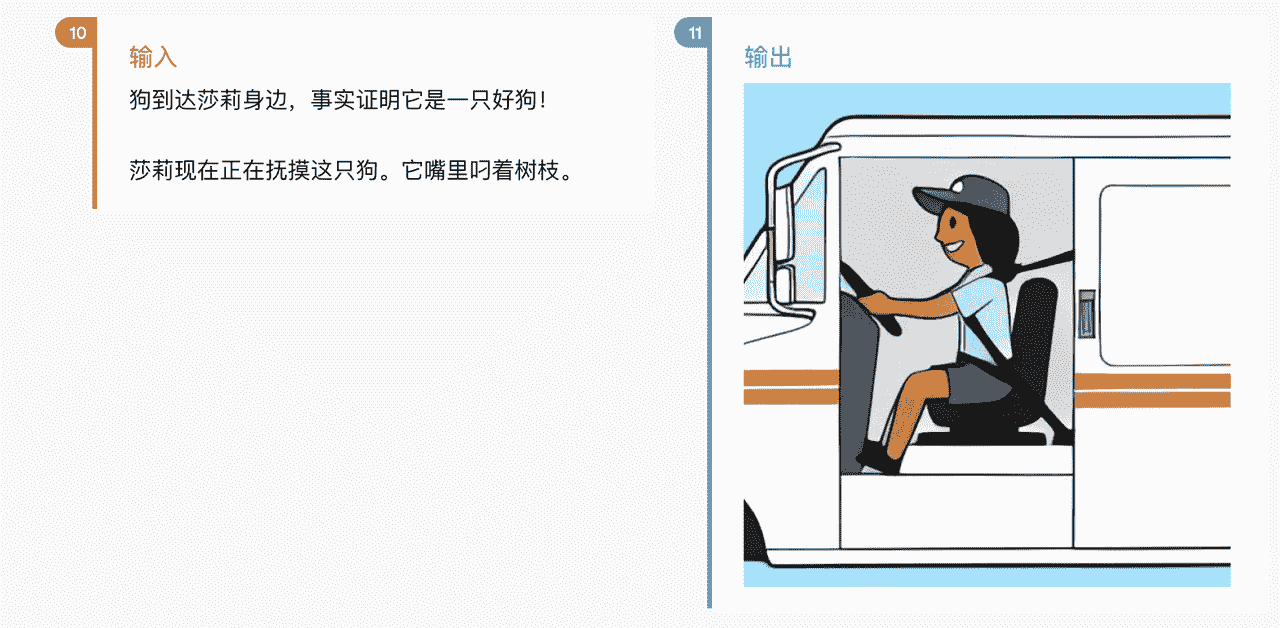 10
输入
狗到达莎莉身边，事实证明它是一只好狗！
莎莉现在正在抚摸这只狗。它嘴里叼着树枝。
11
输出